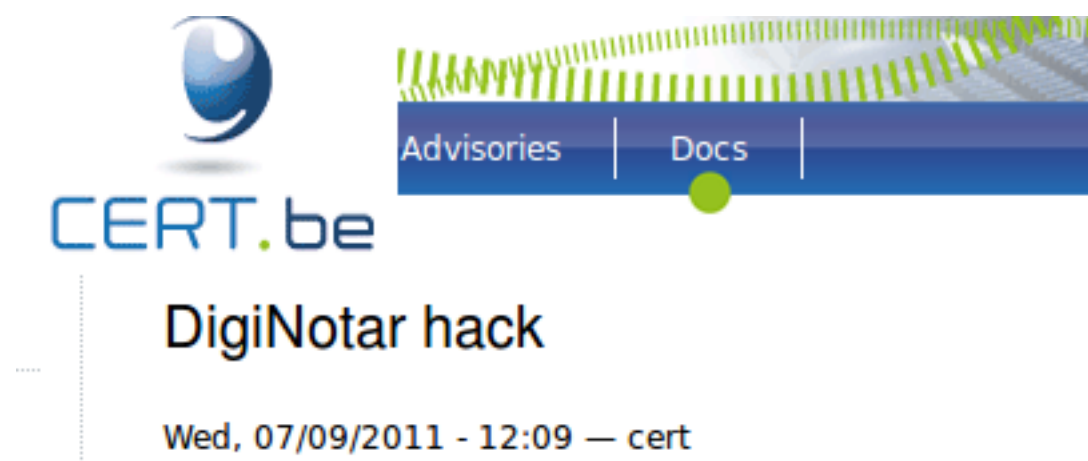 Advisories
Docs
CERT.be
DigiNotar hack
Wed, 07/09/2011 - 12:09 — cert